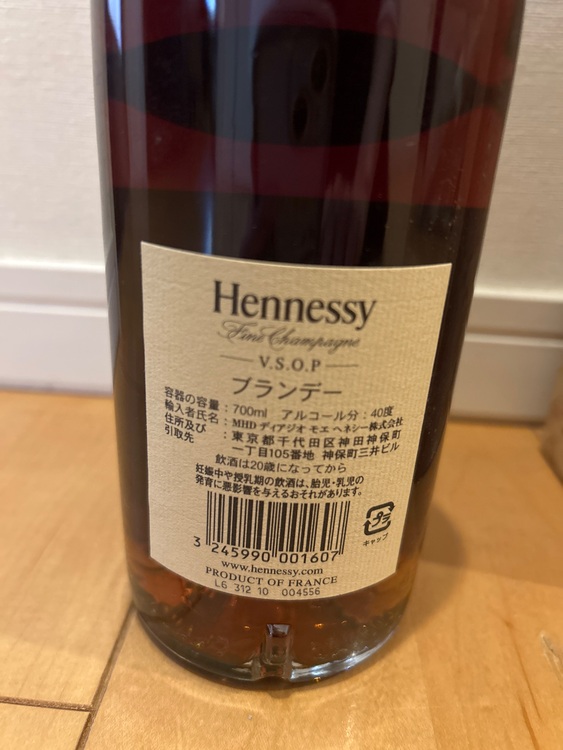 Hennessy
Fine Champagne
V.S.O.P
ブランデー
容器の容量：700ml アルコール分：40度
輸入者氏名：MHD ディアジオ モエ ヘネシー株式会社
住所及び引取先：東京都千代田区神田神保町
一丁目105番地 神保町三井ビル
飲酒は20歳になってから
妊娠中や授乳期の飲酒は、胎児・乳児の
発育に悪影響を与えるおそれがあります。
プラ
キャップ
3 245990 001607
www.hennessy.com
PRODUCT OF FRANCE
L6 312 10 004556